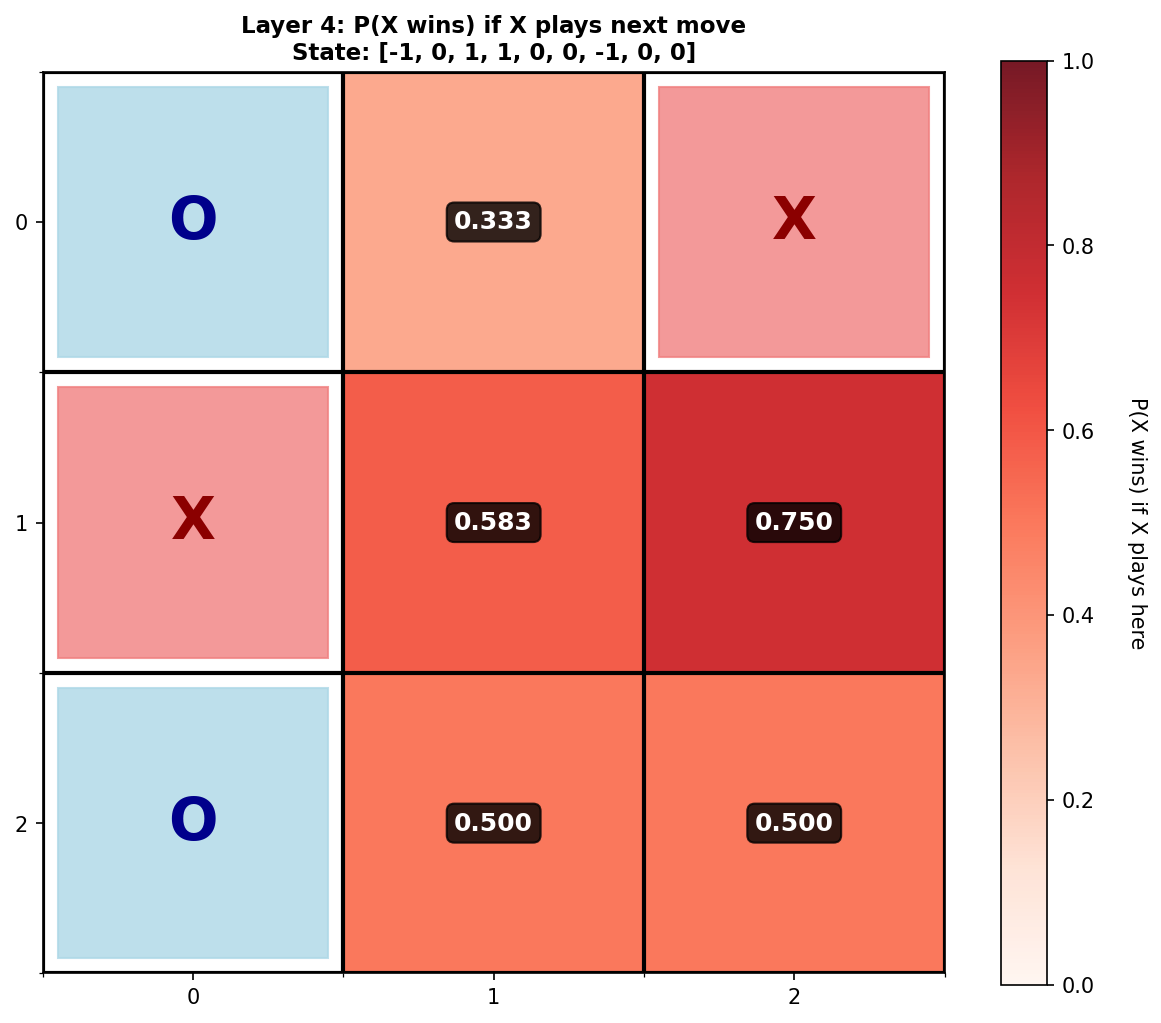 Layer 4: P(X wins) if X plays next move
State: [-1, 0, 1, 1, 0, 0, -1, 0, 0]
1.0
0.8
0.6
0.4
0.2
0.0
P(X wins) if X plays here
0
O
0.333
X
1
X
0.583
0.750
2
O
0.500
0.500
0
1
2